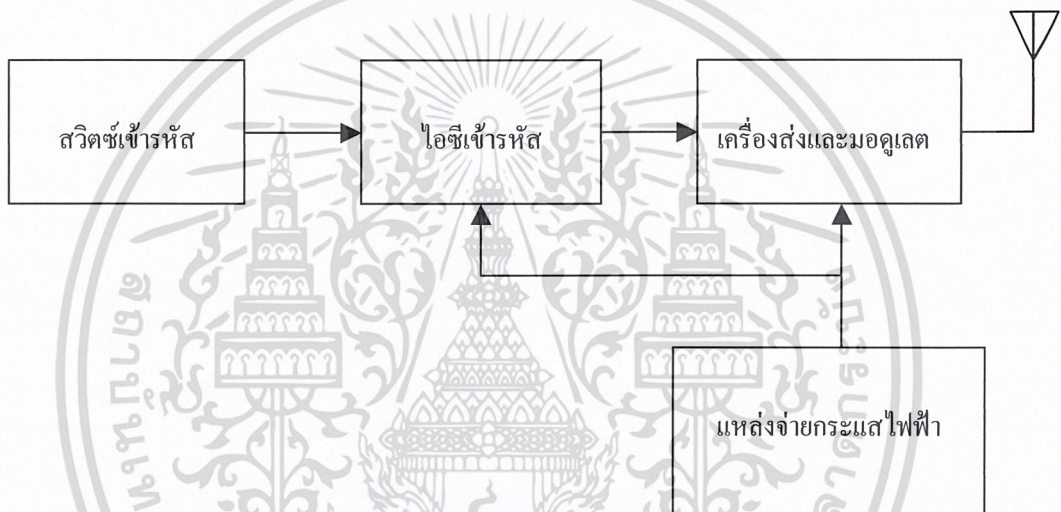 สวิตซ์เข้ารหัส
ไอซีเข้ารหัส
เครื่องส่งและมอดูเลต
แหล่งจ่ายกระแสไฟฟ้า